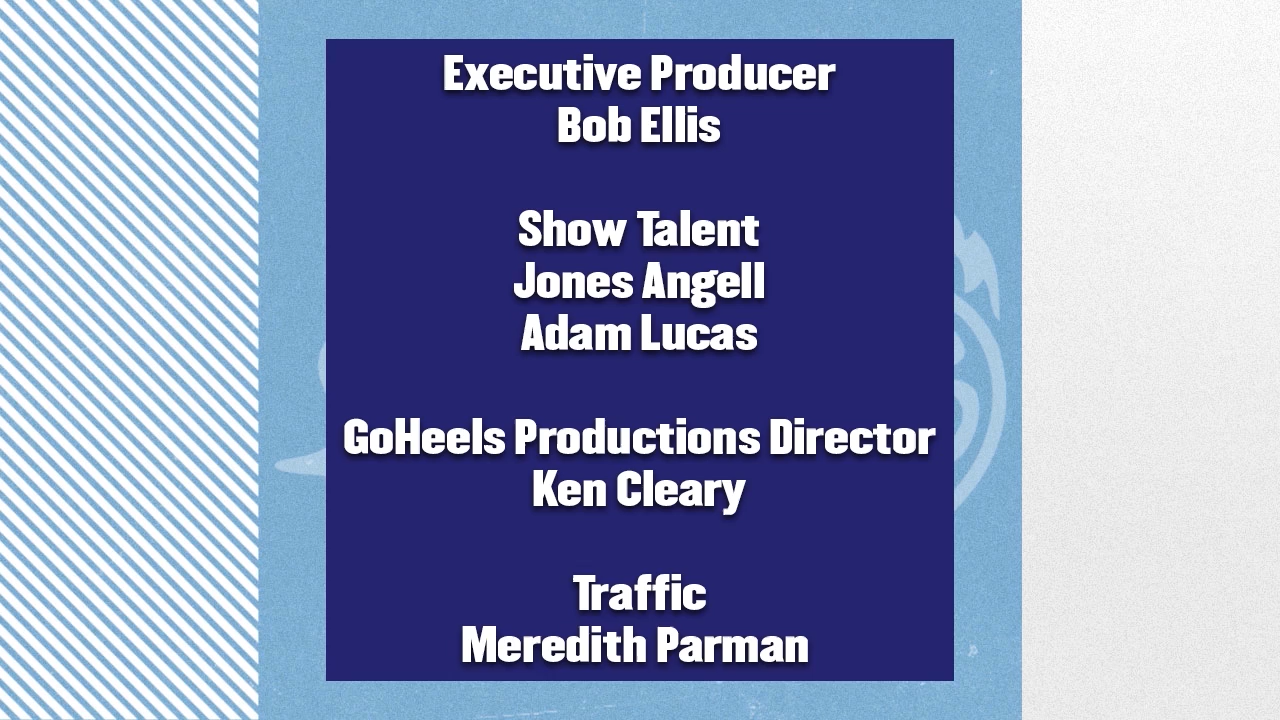 Executive Producer
Bob Ellis
Show Talent
Jones Angell
Adam Lucas
GoHeels Productions Director
Ken Cleary
Traffic
Meredith Parman